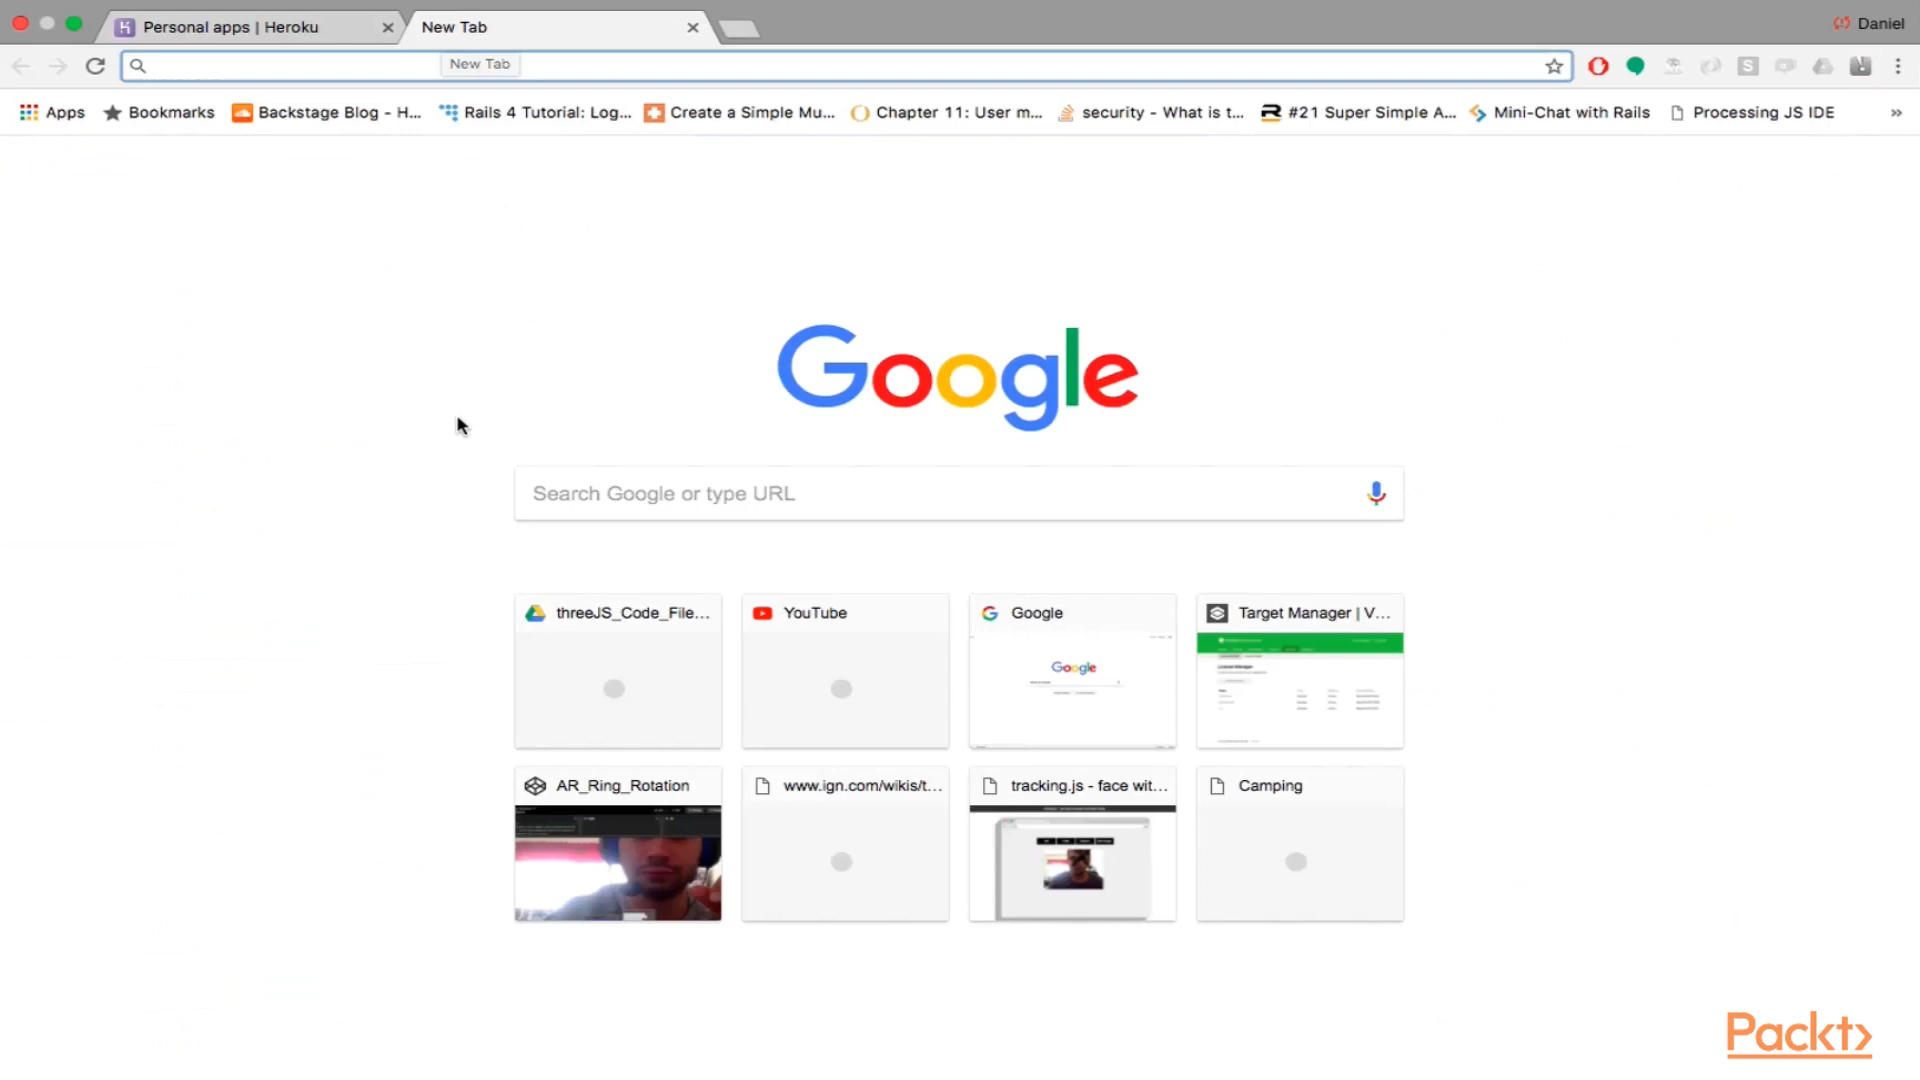 Personal apps | Heroku
New Tab
Daniel
New Tab
Apps
Bookmarks
Backstage Blog - H...
Rails 4 Tutorial: Log...
Create a Simple Mu...
Chapter 11: User m...
security - What is t...
#21 Super Simple A...
Mini-Chat with Rails
Processing JS IDE
»
Google
Search Google or type URL
threeJS_Code_File...
YouTube
Google
Target Manager | V...
Google
AR_Ring_Rotation
www.ign.com/wikis/t...
tracking.js - face wit...
Camping
Packt>